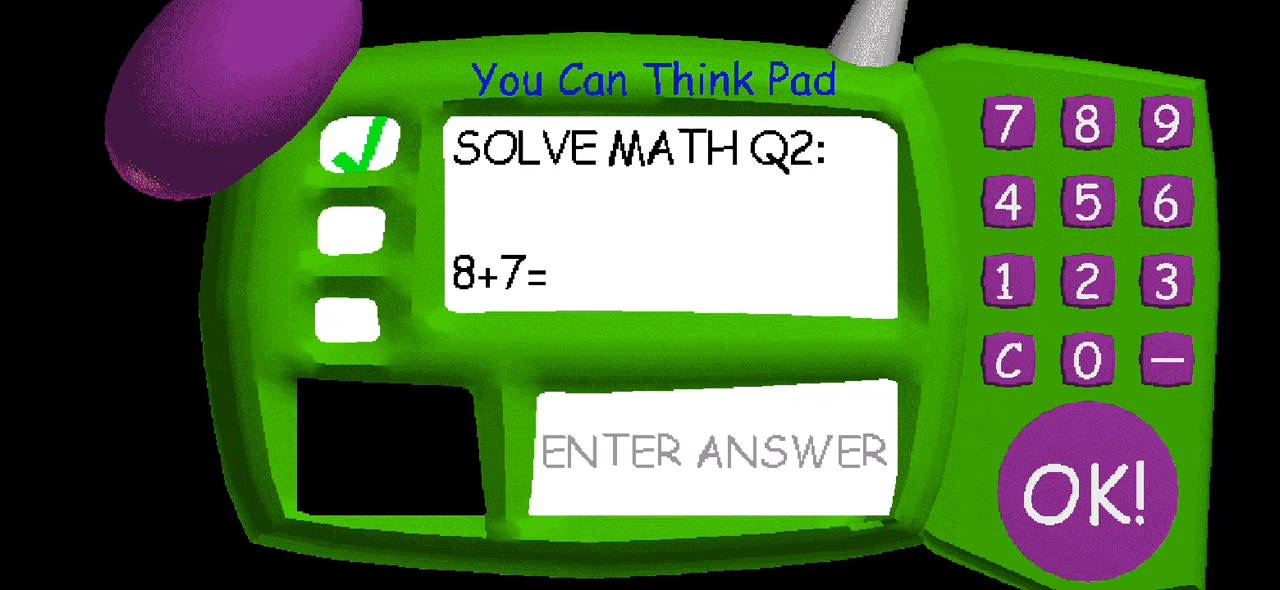 You Can Think Pad
SOLVE MATH Q2:
8+7=
ENTER ANSWER
7 8 9
4 5 6
1 2 3
C 0 —
OK!